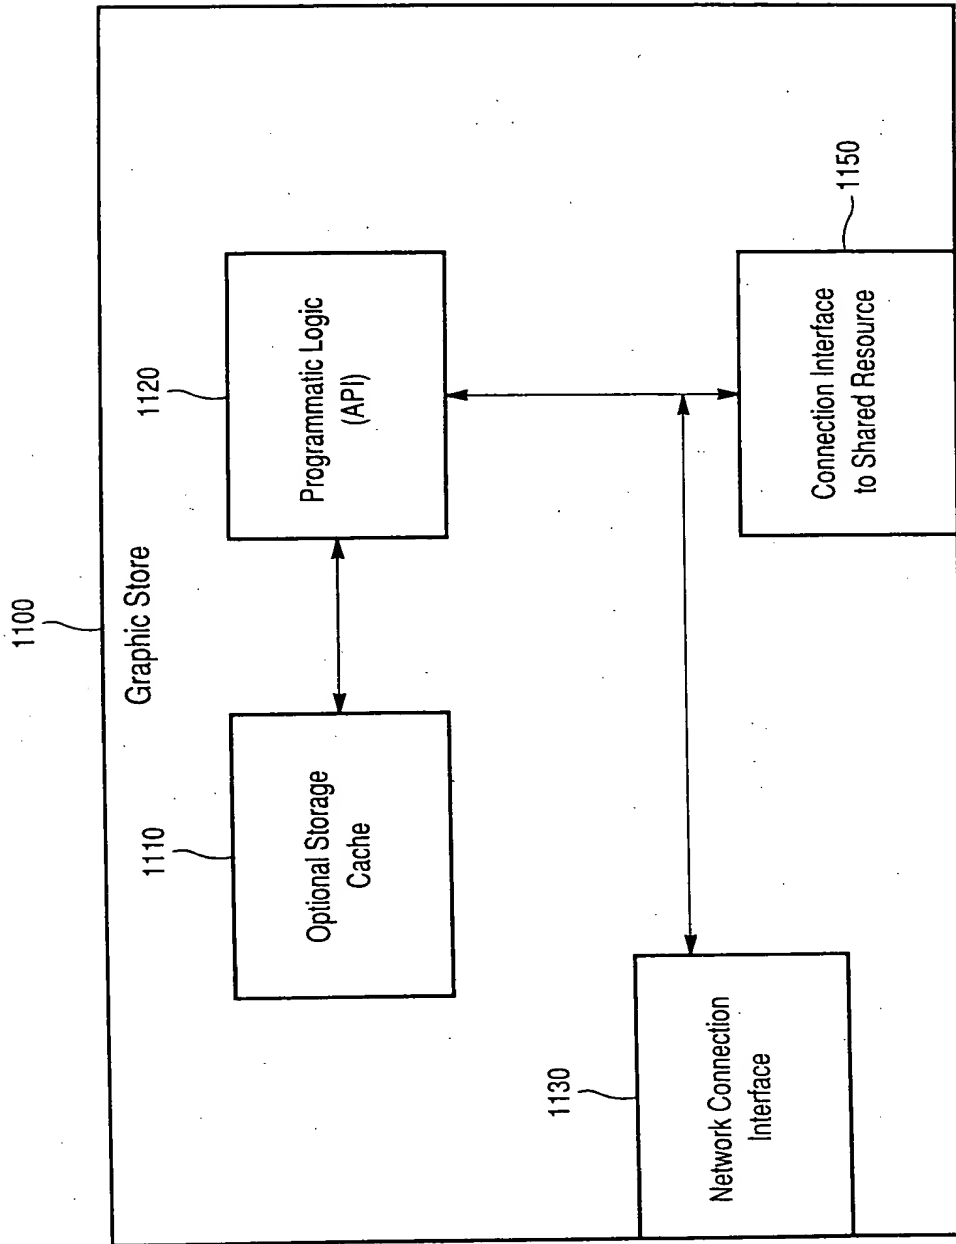 1100
Graphic Store
1110
Optional Storage
Cache
1120
Programmatic Logic
(API)
1130
Network Connection
Interface
1150
Connection Interface
to Shared Resource